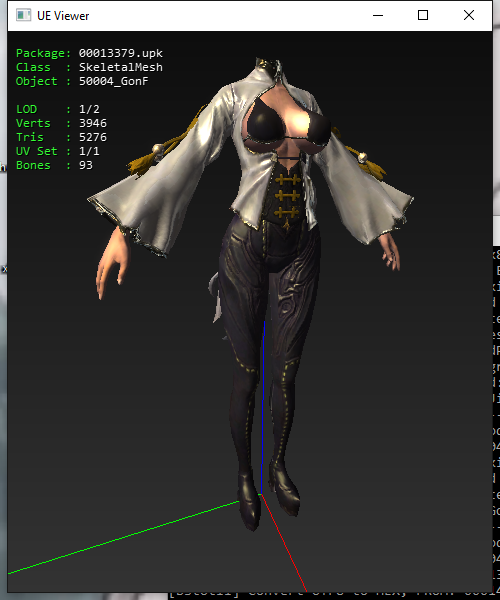 UE Viewer
Package: 00013379.upk
Class  : SkeletalMesh
Object : 50004_GonF
LOD    : 1/2
Verts  : 3946
Tris   : 5276
UV Set : 1/1
Bones  : 93